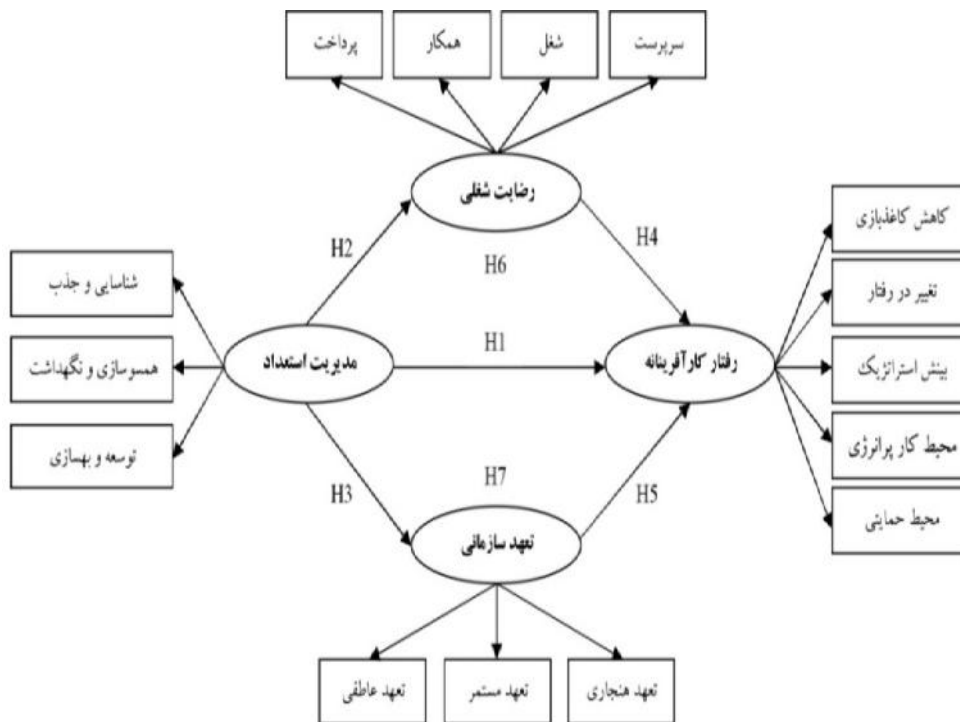 سرپرست
شغل
همکار
پرداخت
رضایت شغلی
کاهش کاغذبازی
تغییر در رفتار
بینش استراتژیک
محیط کار پرانرژی
محیط حمایتی
H2
H4
H6
شناسایی و جذب
همسوسازی و نگهداشت
توسعه و بهسازی
مدیریت استعداد
H1
رفتار کارآفرینانه
H7
H3
H5
تعهد سازمانی
تعهد هنجاری
تعهد مستمر
تعهد عاطفی